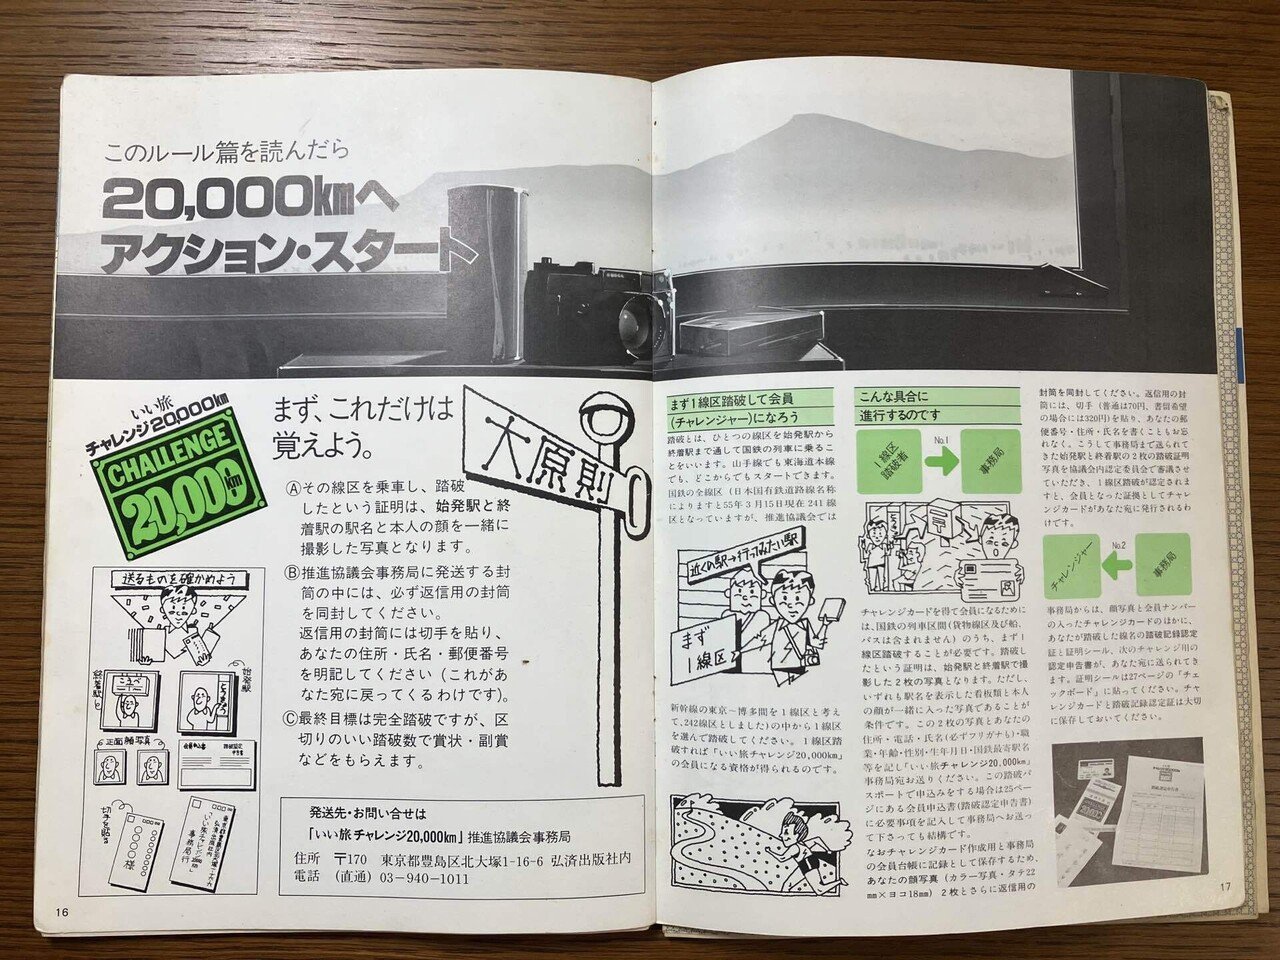 このルール篇を読んだら
20,000kmへ
アクション・スタート
いい旅
チャレンジ20,000km
CHALLENGE
20,000km
まず、これだけは
覚えよう。
大原則
Ⓐその線区を乗車し、踏破
したという証明は、始発駅と終
着駅の駅名と本人の顔を一緒に
撮影した写真となります。
Ⓑ推進協議会事務局に発送する封
筒の中には、必ず返信用の封筒
を同封してください。
返信用の封筒には切手を貼り、
あなたの住所・氏名・郵便番号
を明記してください（これがあ
なた宛に戻ってくるわけです）。
Ⓒ最終目標は完全踏破ですが、区
切りのいい踏破数で賞状・副賞
などをもらえます。
送るものを確かめよう
終着駅と
始発駅
正面顔写真
切手を貼る
○○○○○様
事務局行
発送先・お問い合せは
「いい旅チャレンジ20,000km」推進協議会事務局
住所 〒170 東京都豊島区北大塚1-16-6 弘済出版社内
電話 （直通）03-940-1011
16
まず1線区踏破して会員
(チャレンジャー)になろう
踏破とは、ひとつの線区を始発駅から
終着駅まで通して国鉄の列車に乗るこ
とをいいます。山手線でも東海道本線
でも、どこからでもスタートできます。
国鉄の全線区（日本国有鉄道路線名称
によりますと55年3月15日現在 241線
区となっていますが、推進協議会では
近くの駅→行ってみたい駅
まず
1線区
新幹線の東京―博多間を1線区と考え
て、242線区としました)の中から1線区
を選んで踏破してください。1線区踏
破すれば「いい旅チャレンジ20,000km」
の会員になる資格が得られるのです。
こんな具合に
進行するのです
1線区
踏破者
No.1
事務局
チャレンジカードを得て会員になるために
は、国鉄の列車区間(貨物線区及び船、
バスは含まれません）のうち、まず1
線区踏破することが必要です。踏破し
たという証明は、始発駅と終着駅で撮
影した2枚の写真となります。ただし、
いずれも駅名を表示した看板類と本人
の顔が一緒に入った写真であることが
条件です。この2枚の写真とあなたの
住所・電話・氏名(必ずフリガナも)・職
業・年齢・性別・生年月日・国鉄最寄駅名
等を記し「いい旅チャレンジ20,000km」
事務局宛お送りください。この踏破パ
スポートで申込みをする場合は25ペー
ジにある会員申込書(踏破認定申告書)
に必要事項を記入して事務局へお送っ
て下さっても結構です。
なおチャレンジカード作成用と事務局
の会員台帳に記録として保存するため、
あなたの顔写真（カラー写真・タテ22
mm×ヨコ18mm）2枚とさらに返信用の
封筒を同封してください。返信用の封
筒には、切手（普通は70円、書留希望
の場合には320円)を貼り、あなたの郵
便番号・住所・氏名を書くこともお忘
れなく。こうして事務局まで送られて
きた始発駅と終着駅の2枚の踏破証明
写真を協議会内認定委員会で審議させ
ていただき、1線区踏破が認定されま
すと、会員となった証拠としてチャレ
ンジカードがあなた宛に発行されるわ
けです。
チャレンジャー
No.2
事務局
事務局からは、顔写真と会員ナンバー
の入ったチャレンジカードのほかに、
あなたが踏破した線名の踏破記録認定
証と証明シール、次のチャレンジ用の
認定申告書が、あなた宛に送られてき
ます。証明シールは27ページの「チェ
ックボード」に貼ってください。チャレ
ンジカードと踏破記録認定証は大切
に保存しておいてください。
17